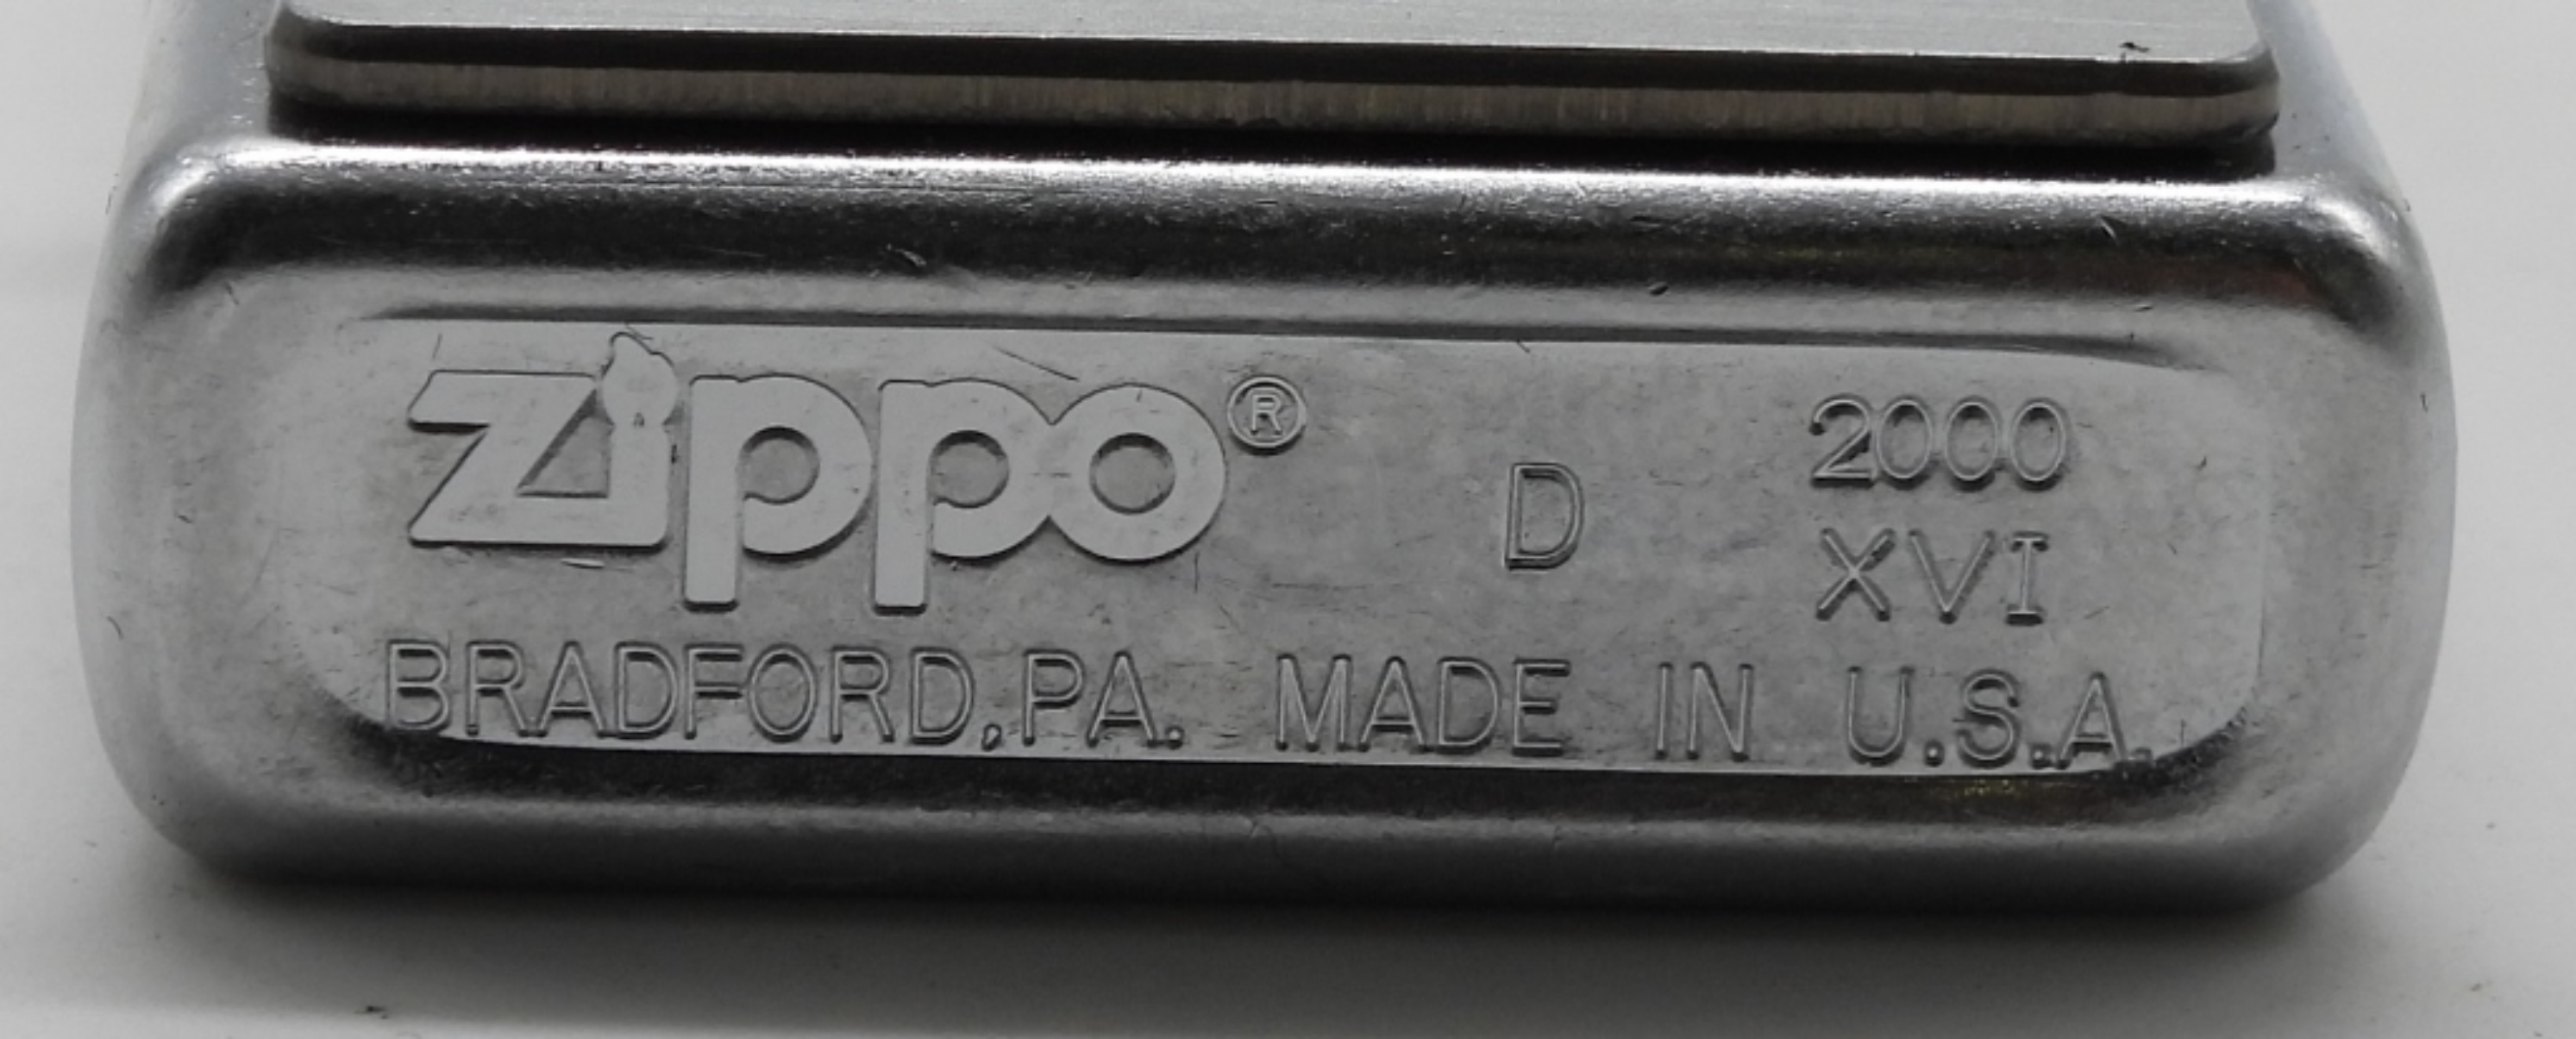 Zippo®
D
2000
XVI
BRADFORD,PA. MADE IN U.S.A.